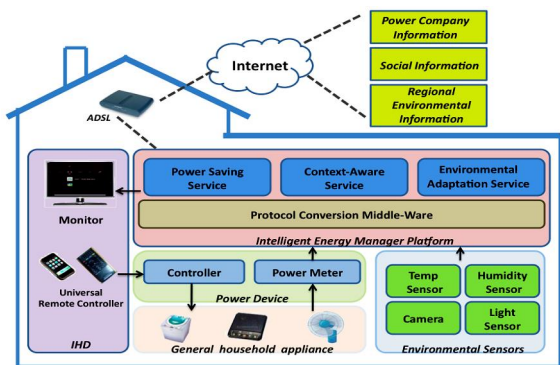 Power Company
Information
Internet
Social Information
Regional
Environmental
Information
ADSL
Power Saving
Service
Context-Aware
Service
Environmental
Adaptation Service
Monitor
Protocol Conversion Middle-Ware
Intelligent Energy Manager Platform
Universal
Remote Controller
Controller
Power Meter
Power Device
Temp
Sensor
Humidity
Sensor
Camera
Light
Sensor
IHD
General household appliance
Environmental Sensors